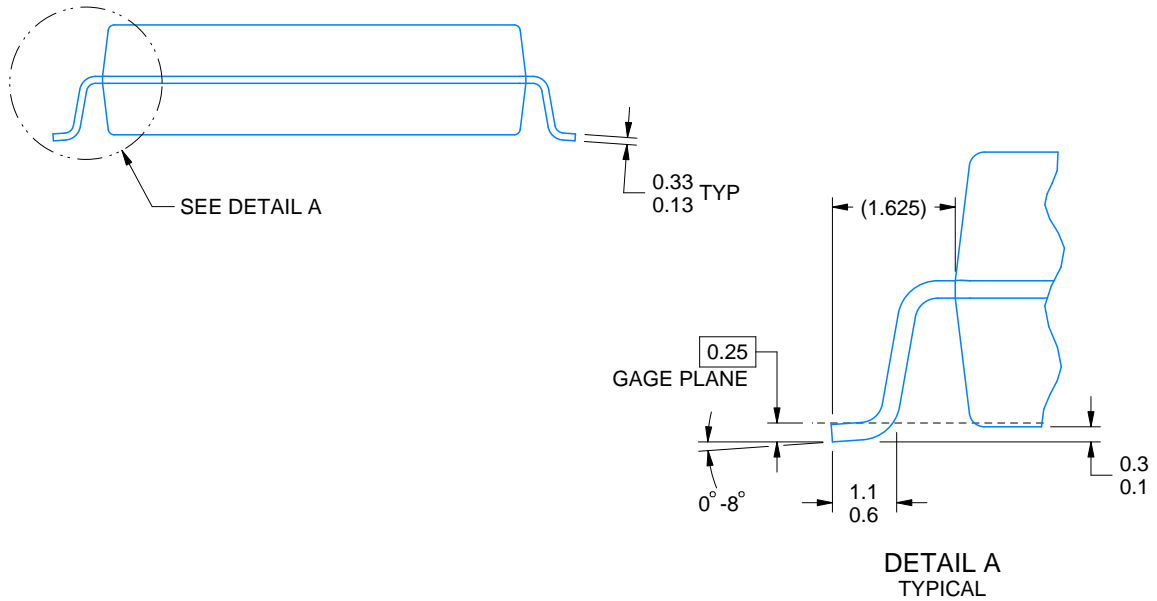 SEE DETAIL A
0.33
0.13
TYP
(1.625)
0.25
GAGE PLANE
0°-8°
1.1
0.6
0.3
0.1
DETAIL A
TYPICAL